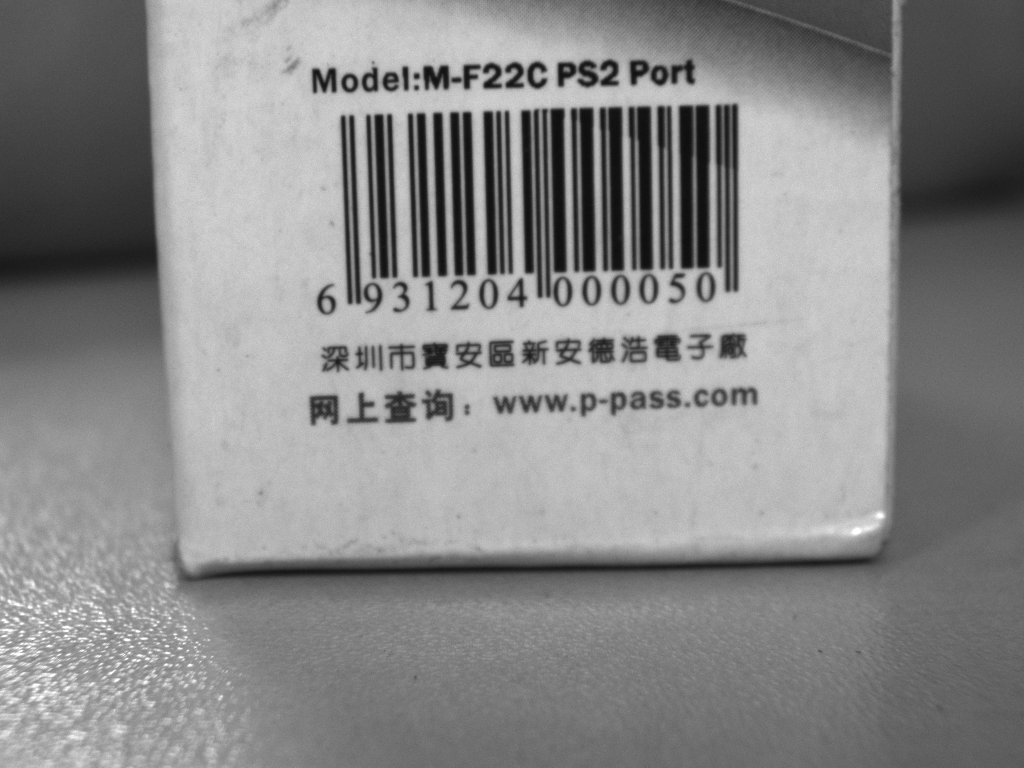 Model:M-F22C PS2 Port
6 931204 000050
深圳市寶安區新安德浩電子廠
网上查询：www.p-pass.com